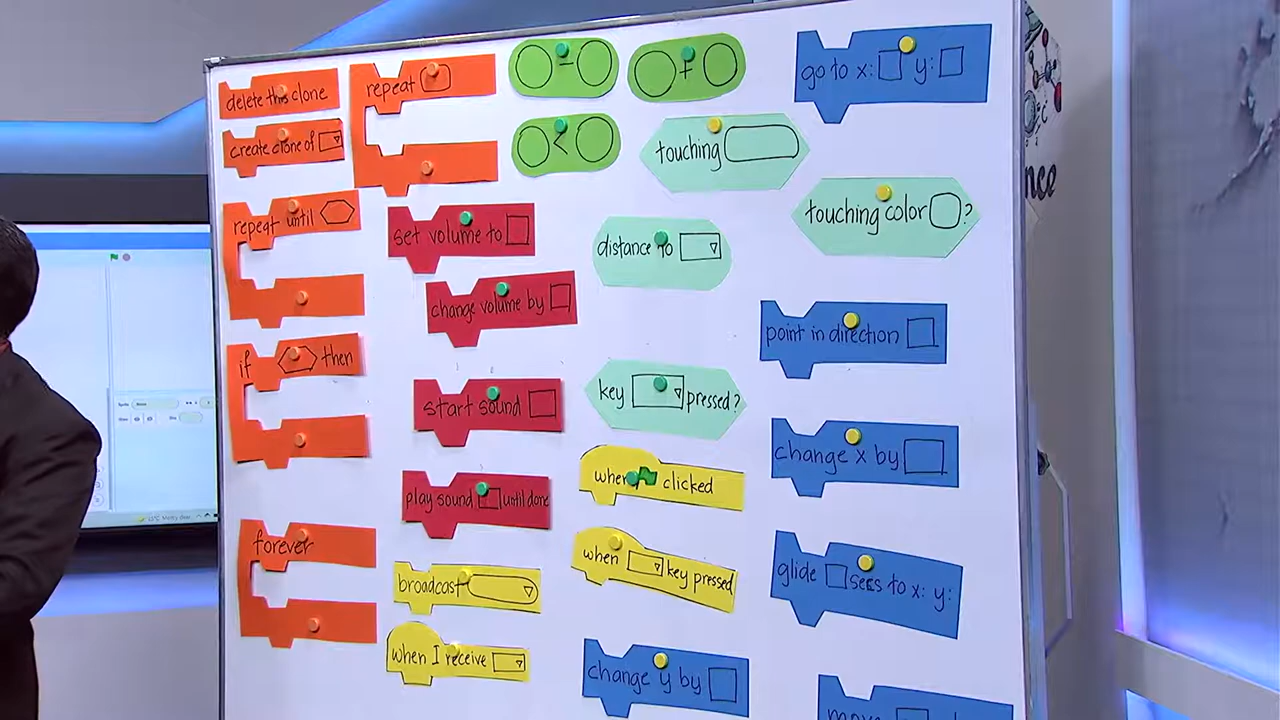 delete this clone
create clone of
repeat
repeat until
if then
forever
-
+
<
set volume to
change volume by
start sound
play sound until done
broadcast
when I receive
touching
touching color ?
distance to
key pressed?
when clicked
when key pressed
change y by
go to x: y:
point in direction
change x by
glide secs to x: y:
move
nce